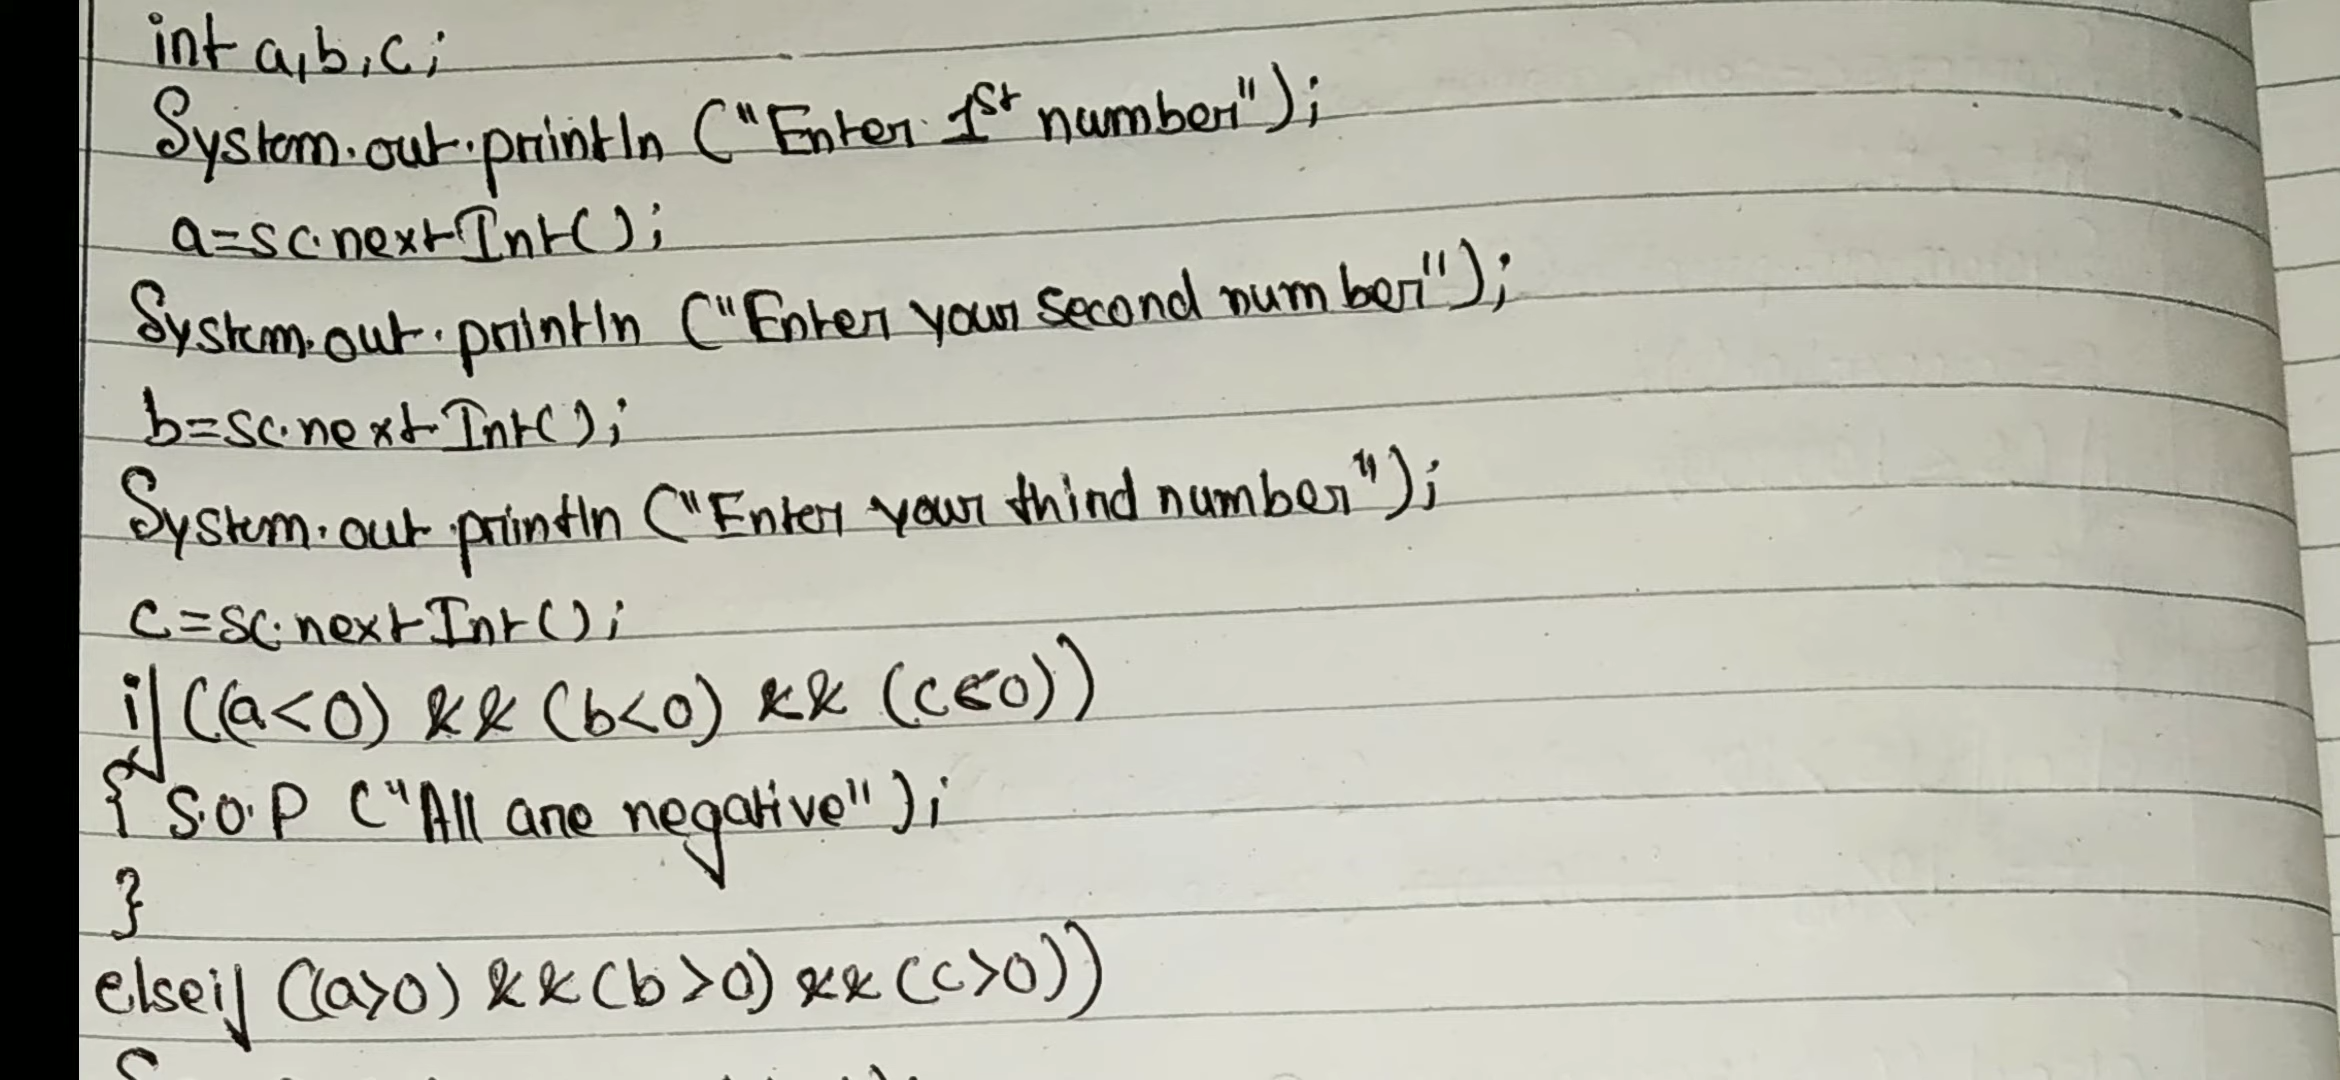 int a,b,c;
System.out.println ("Enter 1st number");
a=sc.nextInt();
System.out.println ("Enter your second number");
b=sc.nextInt();
System.out.println ("Enter your third number");
c=sc.nextInt();
if ((a<0) && (b<0) && (c<0))
{ S.O.P ("All are negative");
}
elseif ((a>0) && (b>0) && (c>0))